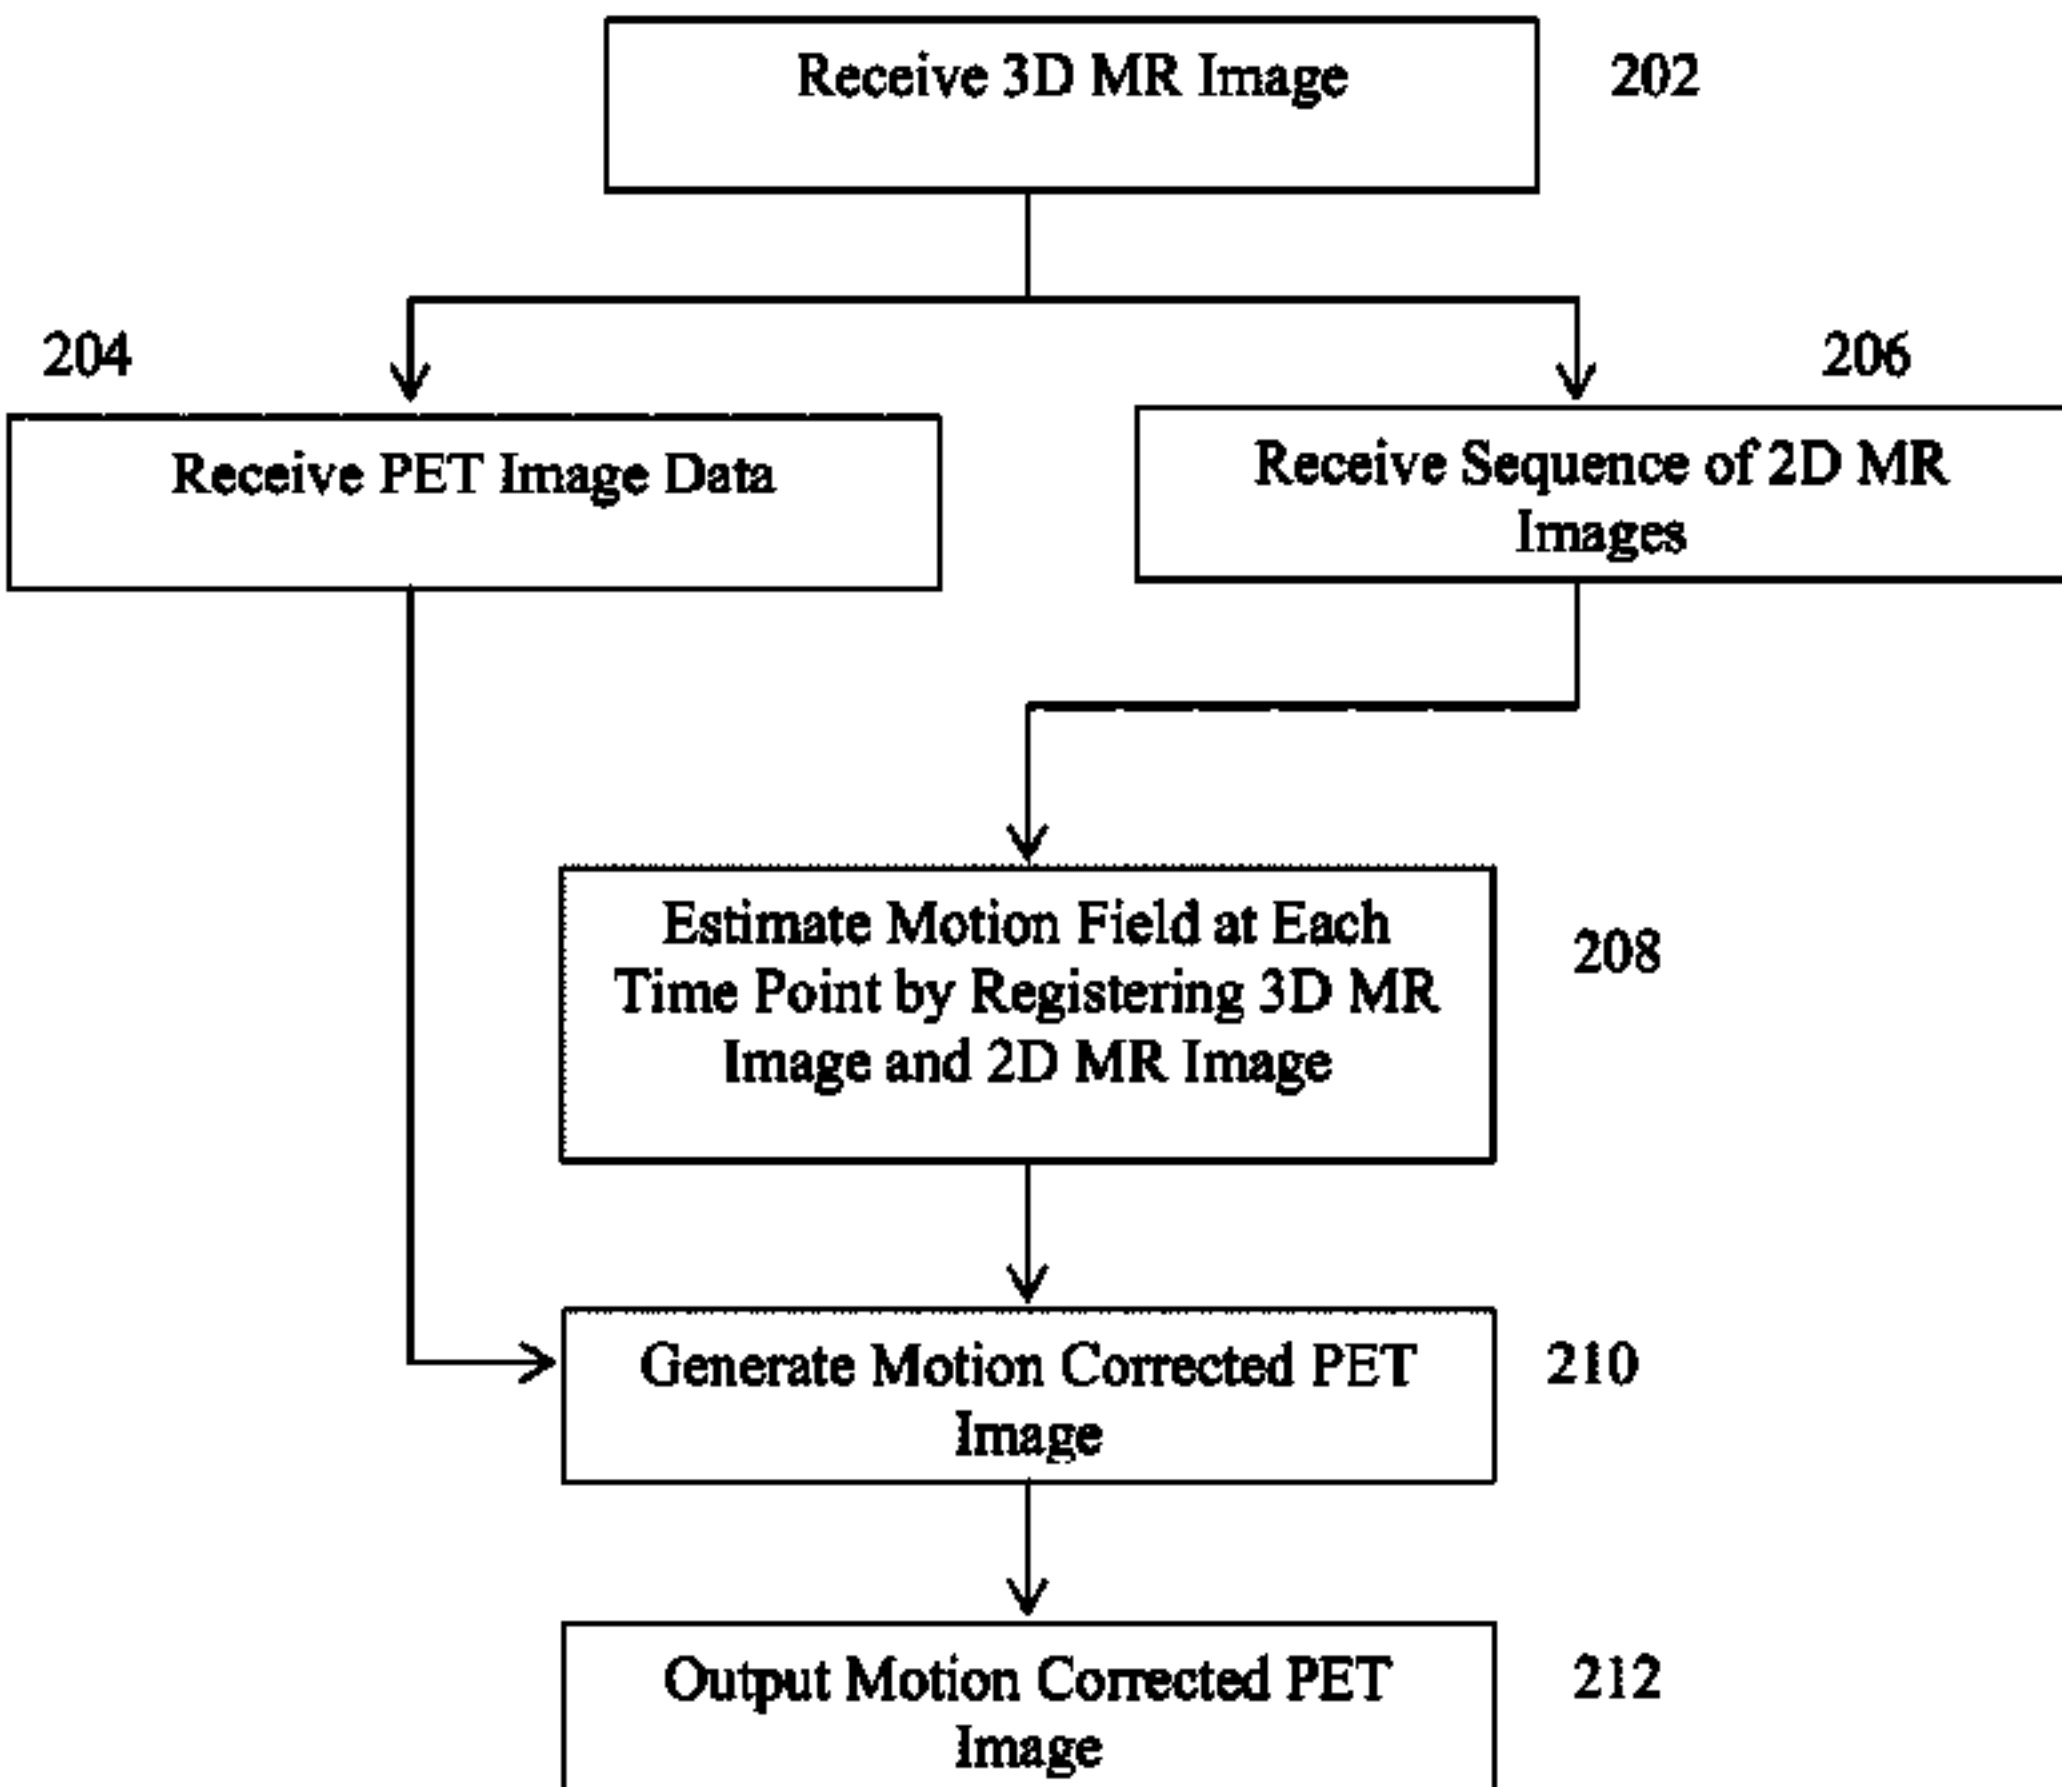 Receive 3D MR Image
202
204
206
Receive PET Image Data
Receive Sequence of 2D MR
Images
Estimate Motion Field at Each
Time Point by Registering 3D MR
Image and 2D MR Image
208
Generate Motion Corrected PET
Image
210
Output Motion Corrected PET
Image
212